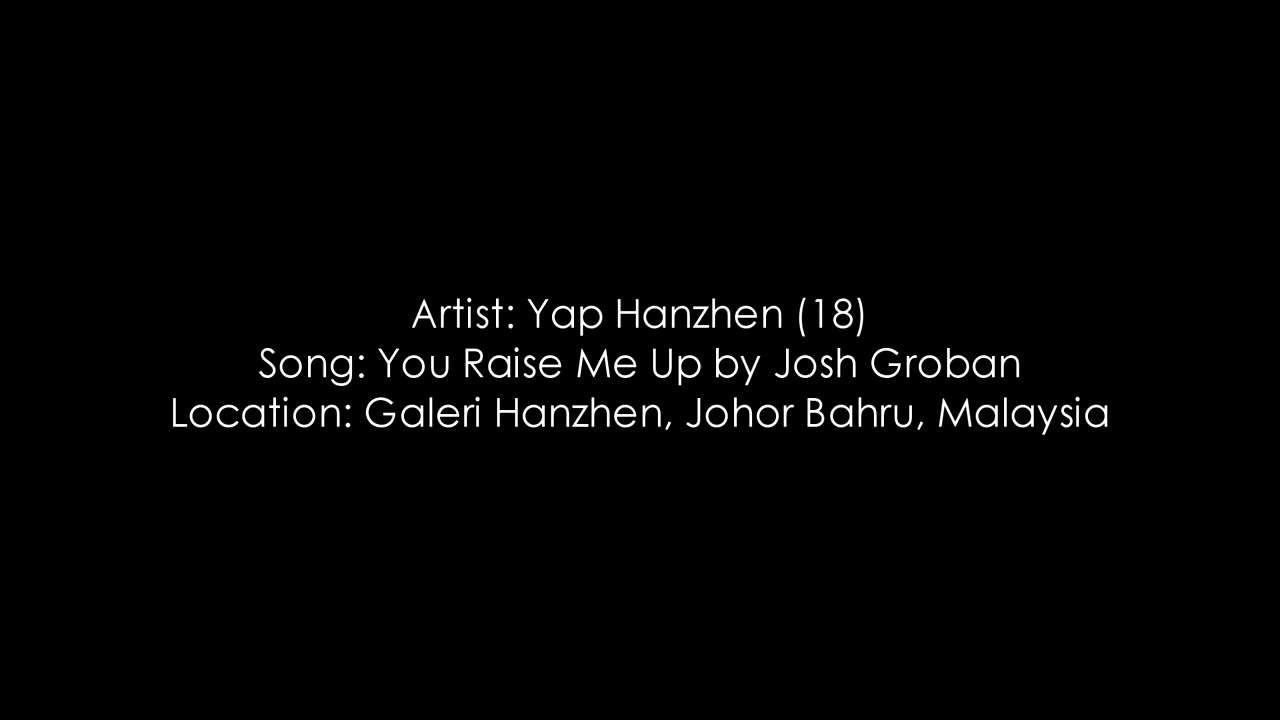 Artist: Yap Hanzhen (18)
Song: You Raise Me Up by Josh Groban
Location: Galeri Hanzhen, Johor Bahru, Malaysia